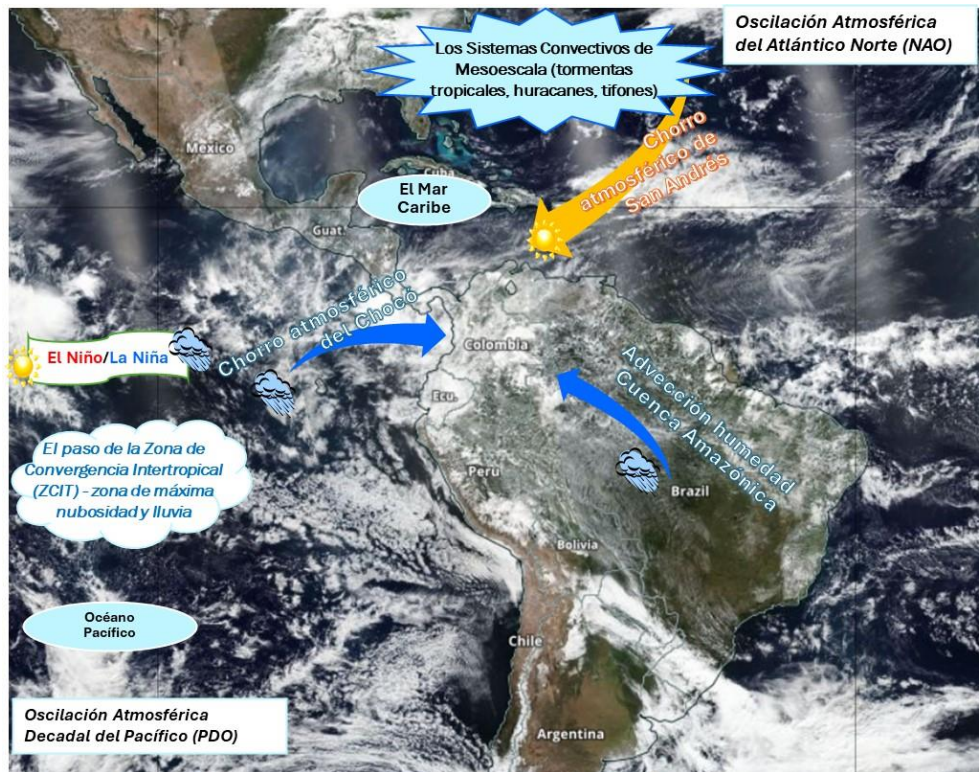 Oscilación Atmosférica
del Atlántico Norte (NAO)
Los Sistemas Convectivos de
Mesoescala (tormentas
tropicales, huracanes, tifones)
Chorro
atmosférico de
San Andrés
Mexico
Cuba
El Mar
Caribe
Guat.
Chorro atmosférico
del Chocó
El Niño/La Niña
Colombia
Ecu.
Advección humedad
Cuenca Amazónica
El paso de la Zona de
Convergencia Intertropical
(ZCIT) - zona de máxima
nubosidad y lluvia
Peru
Brazil
Bolivia
Océano
Pacífico
Chile
Oscilación Atmosférica
Decadal del Pacífico (PDO)
Argentina